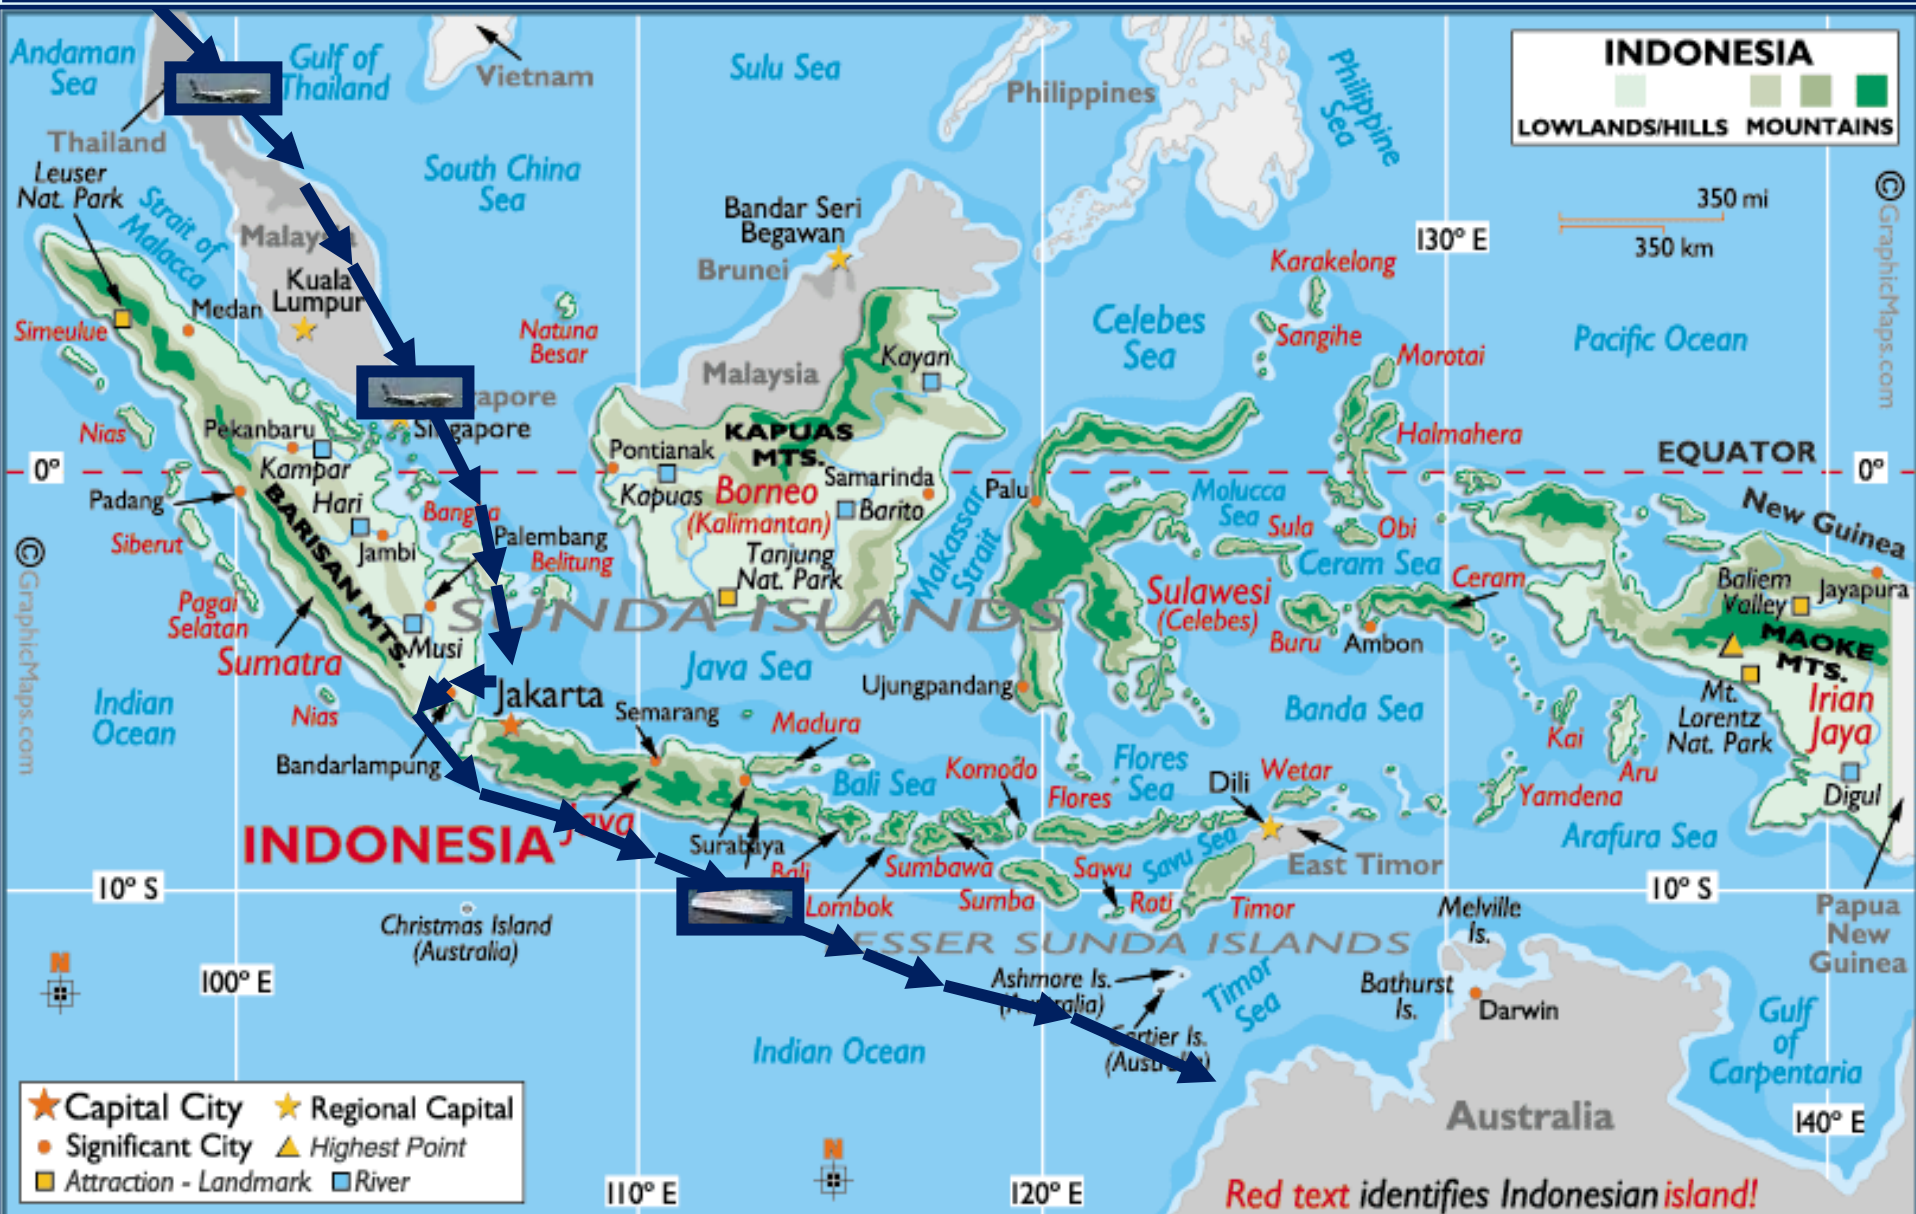 Andaman
Sea
Gulf of
Thailand
Vietnam
Sulu Sea
Philippines
Philippine
Sea
INDONESIA
LOWLANDS/HILLS MOUNTAINS
Thailand
Leuser
Nat. Park
Strait of
Malacca
South China
Sea
Malaysia
Kuala
Lumpur
Bandar Seri
Begawan
Brunei
130° E
350 mi
350 km
© GraphicMaps.com
Karakelong
Simeulue
Medan
Natuna
Besar
Celebes
Sea
Sangihe
Pacific Ocean
Malaysia
Kayan
Morotai
Nias
Pekanbaru
Kampar
apore
Singapore
Pontianak
KAPUAS
MTS.
Halmahera
EQUATOR
0°
0°
Padang
Hari
Kapuas
Borneo
(Kalimantan)
Samarinda
Barito
Palu
Molucca
Sea
Sula
Obi
New Guinea
BARISAN MTS.
Siberut
Jambi
Bangka
Palembang
Belitung
Tanjung
Nat. Park
Makassar
Strait
Ceram Sea
Ceram
Sulawesi
(Celebes)
Baliem
Valley
Jayapura
© GraphicMaps.com
Pagai
Selatan
SUNDA ISLANDS
Buru
Ambon
MAOKE
MTS.
Sumatra
Musi
Java Sea
Ujungpandang
Mt.
Lorentz
Nat. Park
Irian
Jaya
Indian
Ocean
Nias
Jakarta
Semarang
Madura
Banda Sea
Kai
Bandarlampung
Bali Sea
Komodo
Flores
Sea
Flores
Dili
Wetar
Aru
Yamdena
Digul
INDONESIA
Java
Surabaya
Bali
Sumbawa
Sawu
Savu Sea
East Timor
Arafura Sea
10° S
Lombok
Sumba
Roti
Timor
10° S
Christmas Island
(Australia)
ESSER SUNDA ISLANDS
Melville
Is.
Papua
New
Guinea
N
100° E
Ashmore Is.
(Australia)
Timor
Sea
Bathurst
Is.
Darwin
Cartier Is.
(Australia)
Indian Ocean
Gulf
of
Carpentaria
Capital City
Regional Capital
Significant City
Highest Point
Attraction - Landmark
River
N
110° E
120° E
Australia
140° E
Red text identifies Indonesian island!